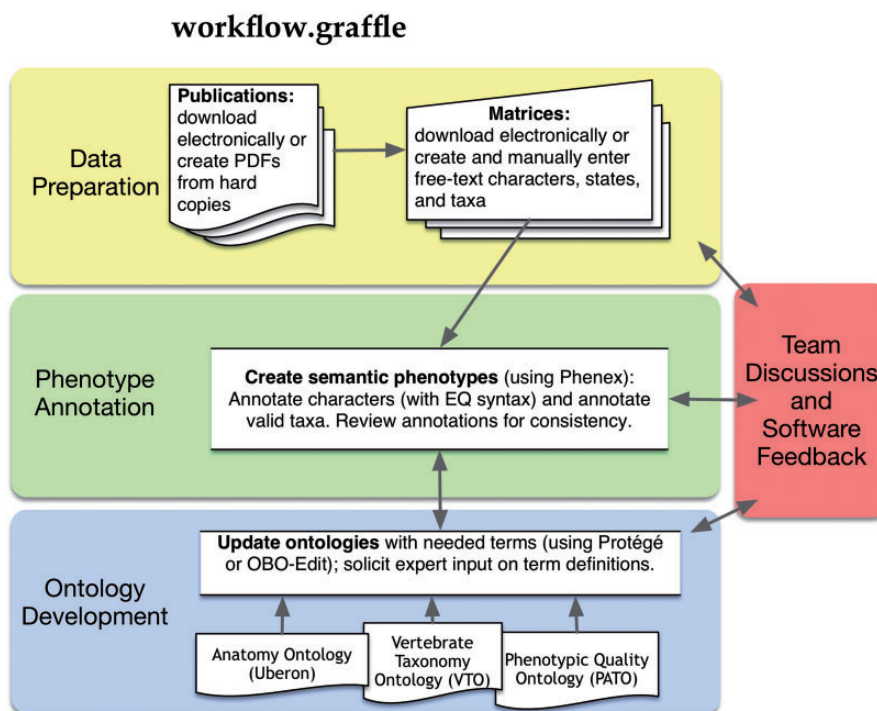 workflow.graffle
Data
Preparation
Publications:
download
electronically or
create PDFs
from hard
copies
Matrices:
download electronically or
create and manually enter
free-text characters, states,
and taxa
Phenotype
Annotation
Create semantic phenotypes (using Phenex):
Annotate characters (with EQ syntax) and annotate
valid taxa. Review annotations for consistency.
Team
Discussions
and
Software
Feedback
Ontology
Development
Update ontologies with needed terms (using Protégé
or OBO-Edit); solicit expert input on term definitions.
Anatomy Ontology
(Uberon)
Vertebrate
Taxonomy
Ontology (VTO)
Phenotypic Quality
Ontology (PATO)